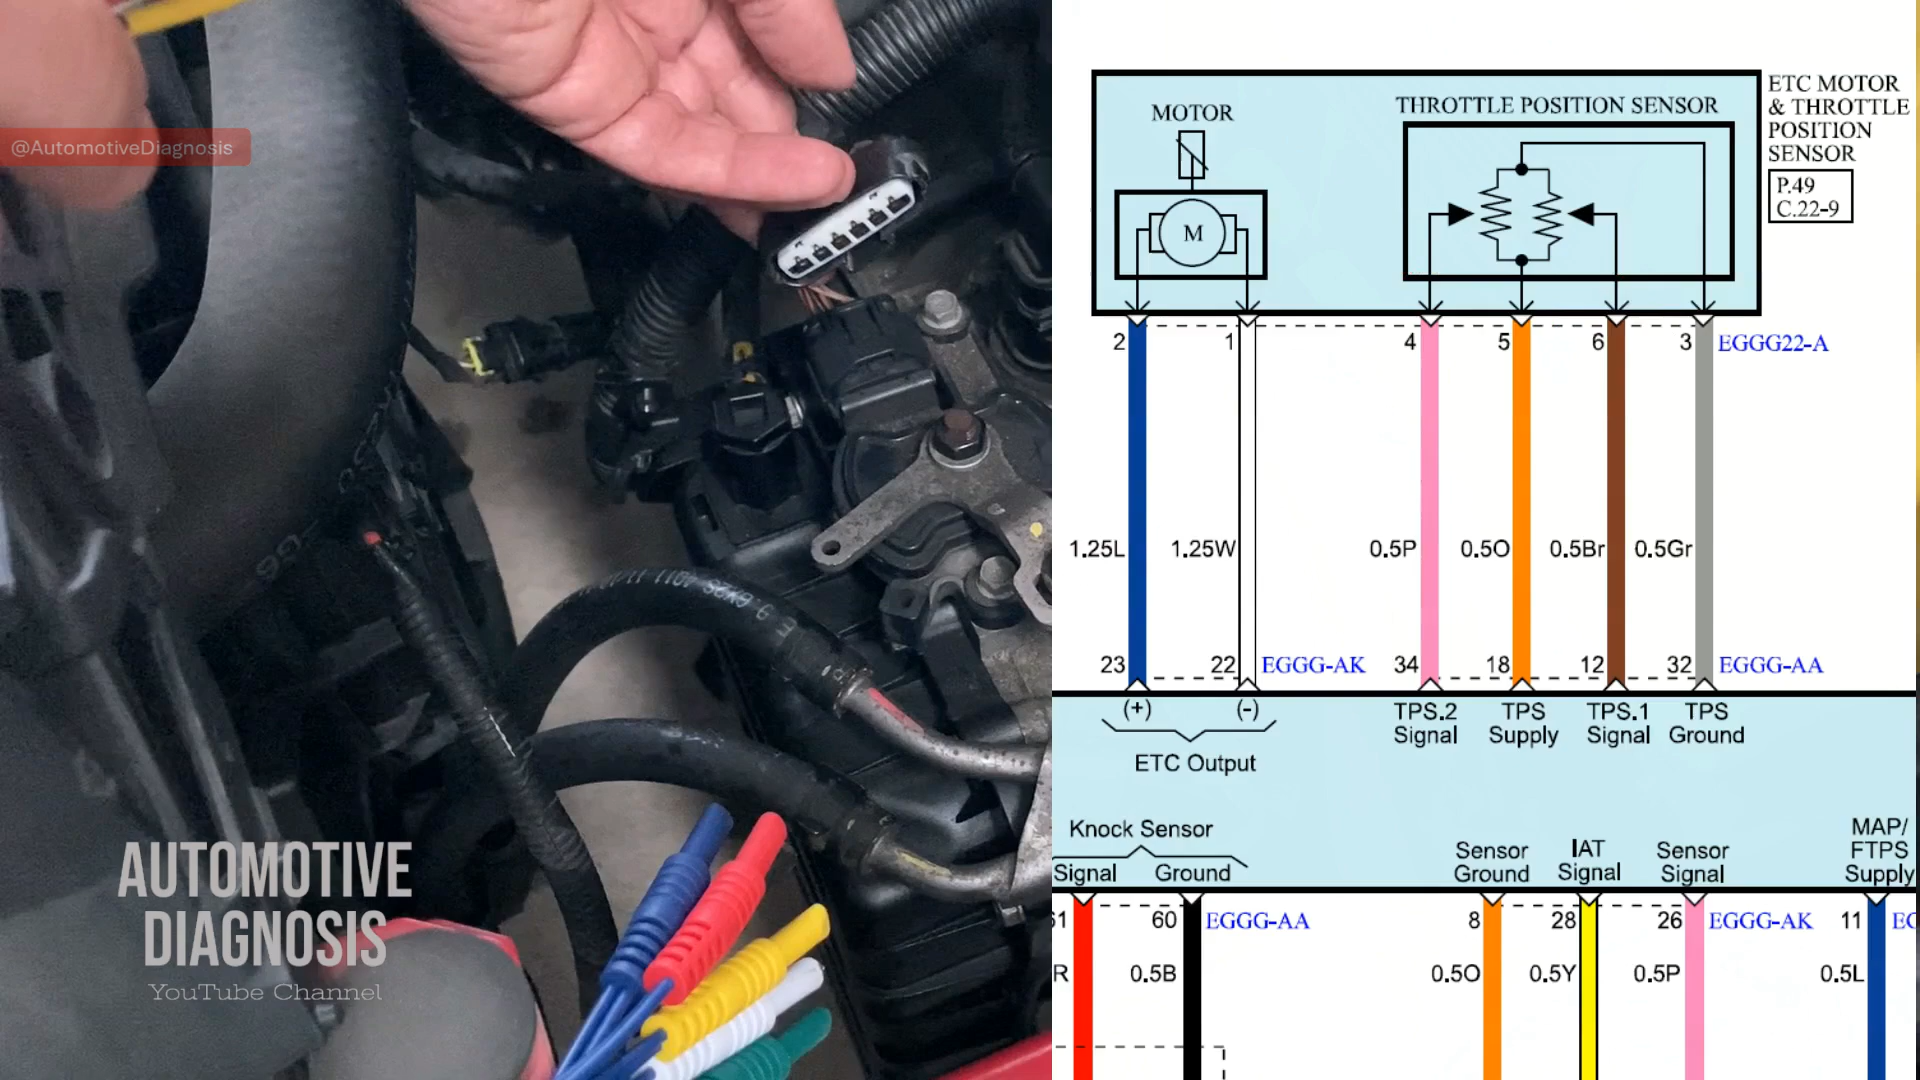 @AutomotiveDiagnosis
AUTOMOTIVE
DIAGNOSIS
YouTube Channel
MOTOR
THROTTLE POSITION SENSOR
M
ETC MOTOR
& THROTTLE
POSITION
SENSOR
P.49
C.22-9
2 1 4 5 6 3 EGGG22-A
1.25L 1.25W 0.5P 0.5O 0.5Br 0.5Gr
23 22 EGGG-AK 34 18 12 32 EGGG-AA
(+) (-)
ETC Output
TPS.2
Signal
TPS
Supply
TPS.1
Signal
TPS
Ground
Knock Sensor
Signal Ground
Sensor
Ground
IAT
Signal
Sensor
Signal
MAP/
FTPS
Supply
60 EGGG-AA 8 28 26 EGGG-AK 11
R 0.5B 0.5O 0.5Y 0.5P 0.5L